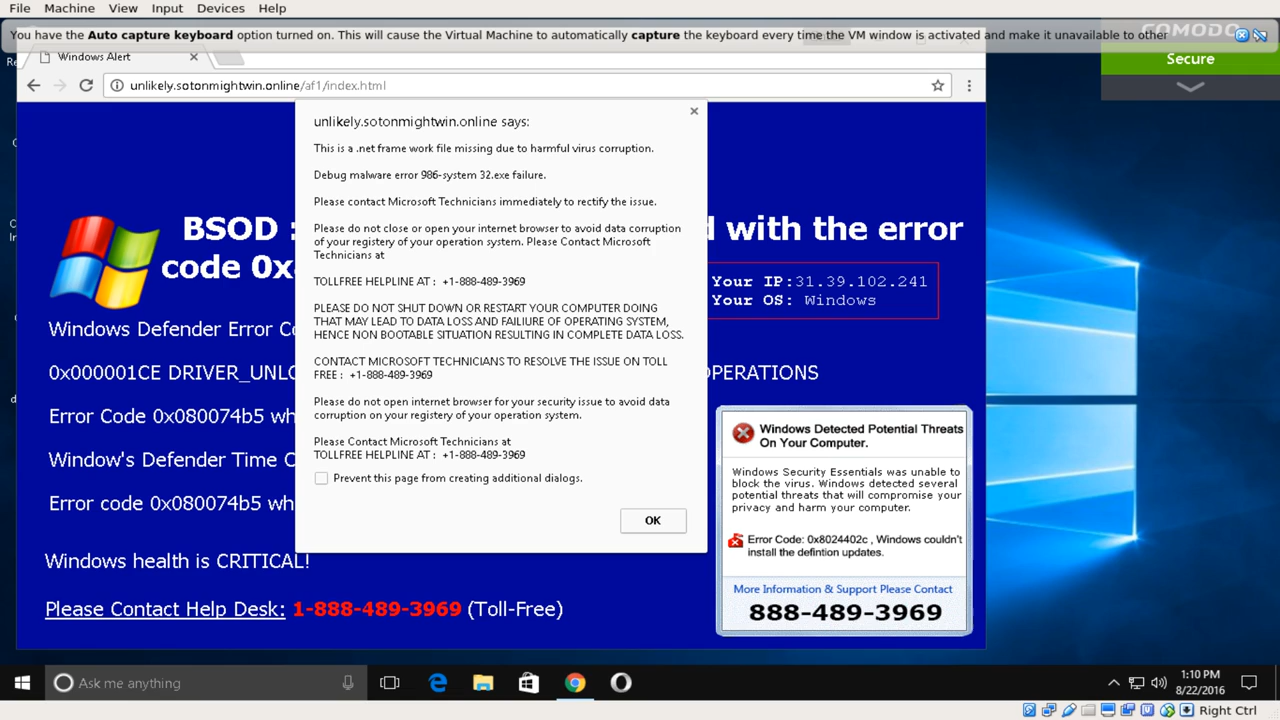 File Machine View Input Devices Help
You have the Auto capture keyboard option turned on. This will cause the Virtual Machine to automatically capture the keyboard every time the VM window is activated and make it unavailable to other
COMODO
Secure
Windows Alert
unlikely.sotonmightwin.online/af1/index.html
unlikely.sotonmightwin.online says:
This is a .net frame work file missing due to harmful virus corruption.
Debug malware error 986-system 32.exe failure.
Please contact Microsoft Technicians immediately to rectify the issue.
Please do not close or open your internet browser to avoid data corruption
of your registery of your operation system. Please Contact Microsoft
Technicians at
TOLLFREE HELPLINE AT : +1-888-489-3969
PLEASE DO NOT SHUT DOWN OR RESTART YOUR COMPUTER DOING
THAT MAY LEAD TO DATA LOSS AND FAILIURE OF OPERATING SYSTEM,
HENCE NON BOOTABLE SITUATION RESULTING IN COMPLETE DATA LOSS.
CONTACT MICROSOFT TECHNICIANS TO RESOLVE THE ISSUE ON TOLL
FREE : +1-888-489-3969
Please do not open internet browser for your security issue to avoid data
corruption on your registery of your operation system.
Please Contact Microsoft Technicians at
TOLLFREE HELPLINE AT : +1-888-489-3969
Prevent this page from creating additional dialogs.
OK
BSOD : with the error
code 0x
Your IP:31.39.102.241
Your OS: Windows
Windows Defender Error
0x000001CE OPERATIONS
Error Code 0x080074b5
Window's Defender Time
Error code 0x080074b5
Windows health is CRITICAL!
Please Contact Help Desk: 1-888-489-3969 (Toll-Free)
Windows Detected Potential Threats
On Your Computer.
Windows Security Essentials was unable to
block the virus. Windows detected several
potential threats that will compromise your
privacy and harm your computer.
Error Code: 0x8024402c , Windows couldn't
install the defintion updates.
More Information & Support Please Contact
888-489-3969
Ask me anything
1:10 PM
8/22/2016
Right Ctrl